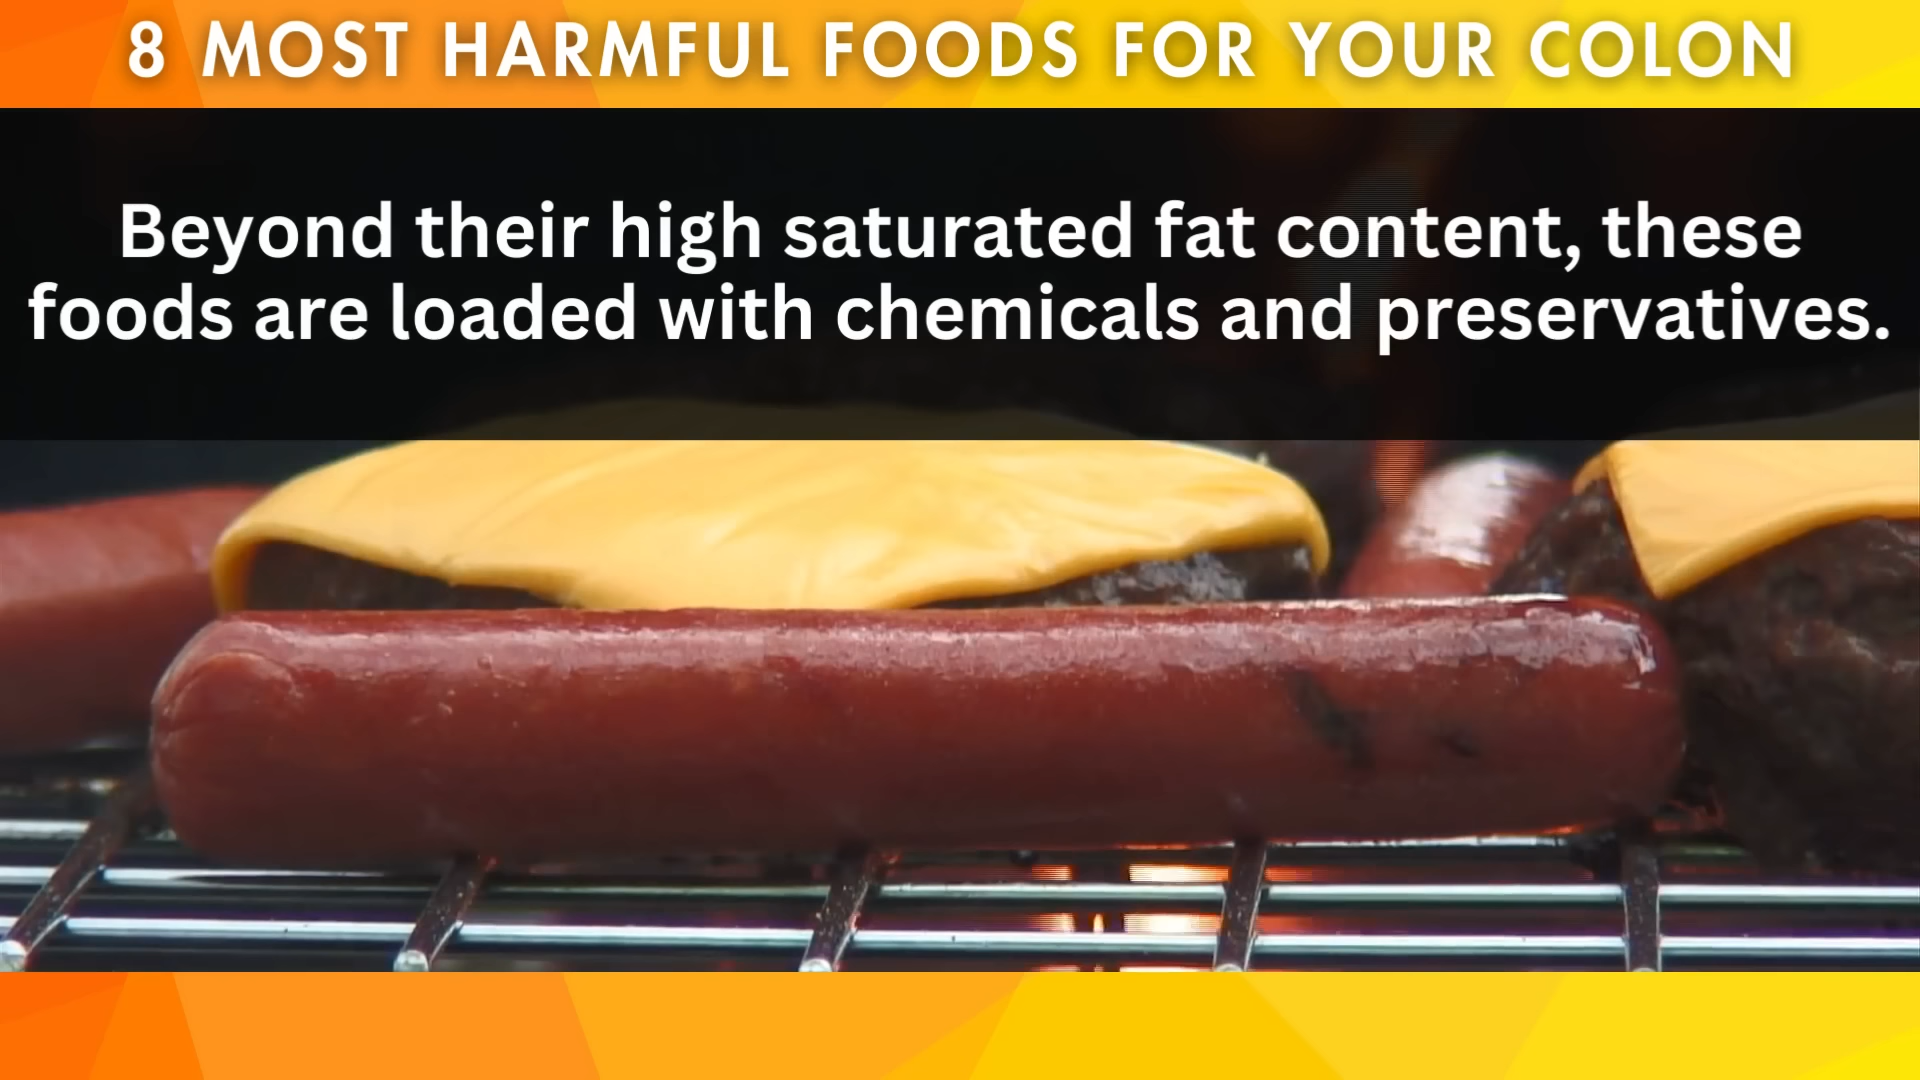 8 MOST HARMFUL FOODS FOR YOUR COLON
Beyond their high saturated fat content, these
foods are loaded with chemicals and preservatives.